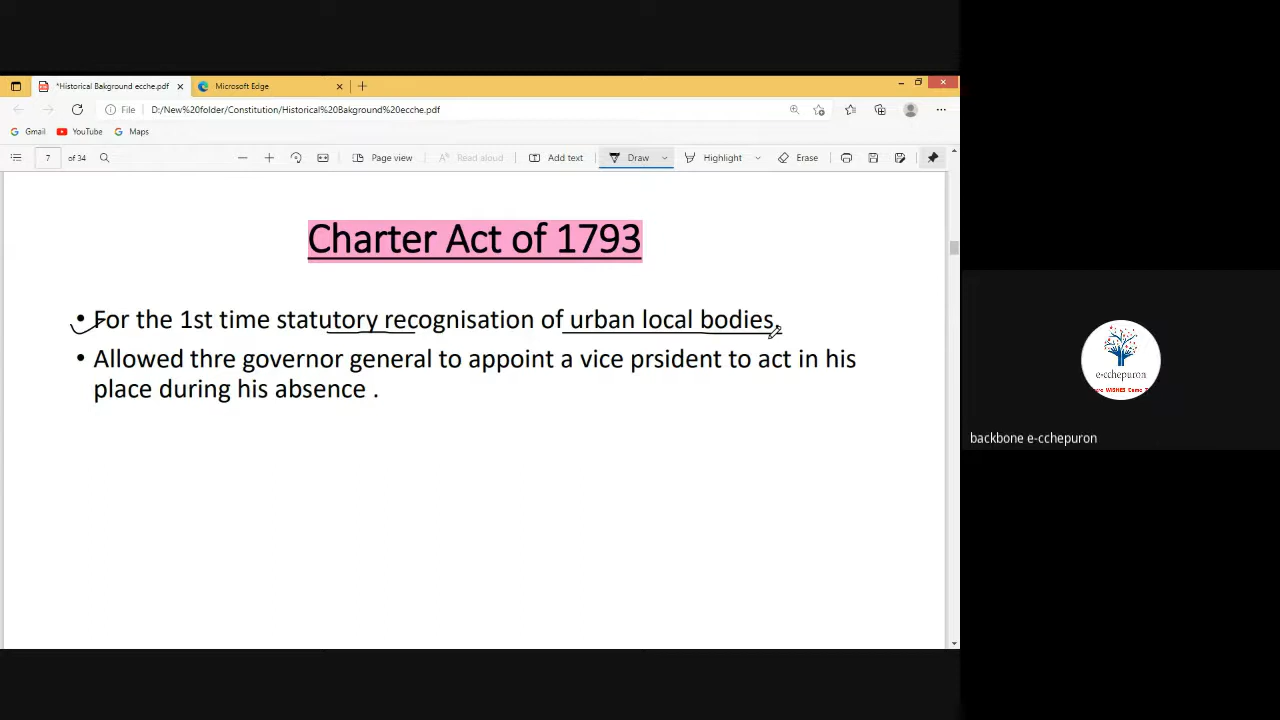 *Historical Bakground ecche.pdf
Microsoft Edge
File D:/New%20folder/Constitution/Historical%20Bakground%20ecche.pdf
Gmail YouTube Maps
7 of 34 Page view Read aloud Add text Draw Highlight Erase
Charter Act of 1793
• For the 1st time statutory recognisation of urban local bodies,
• Allowed thre governor general to appoint a vice prsident to act in his
place during his absence .
e-cchepuron
backbone e-cchepuron